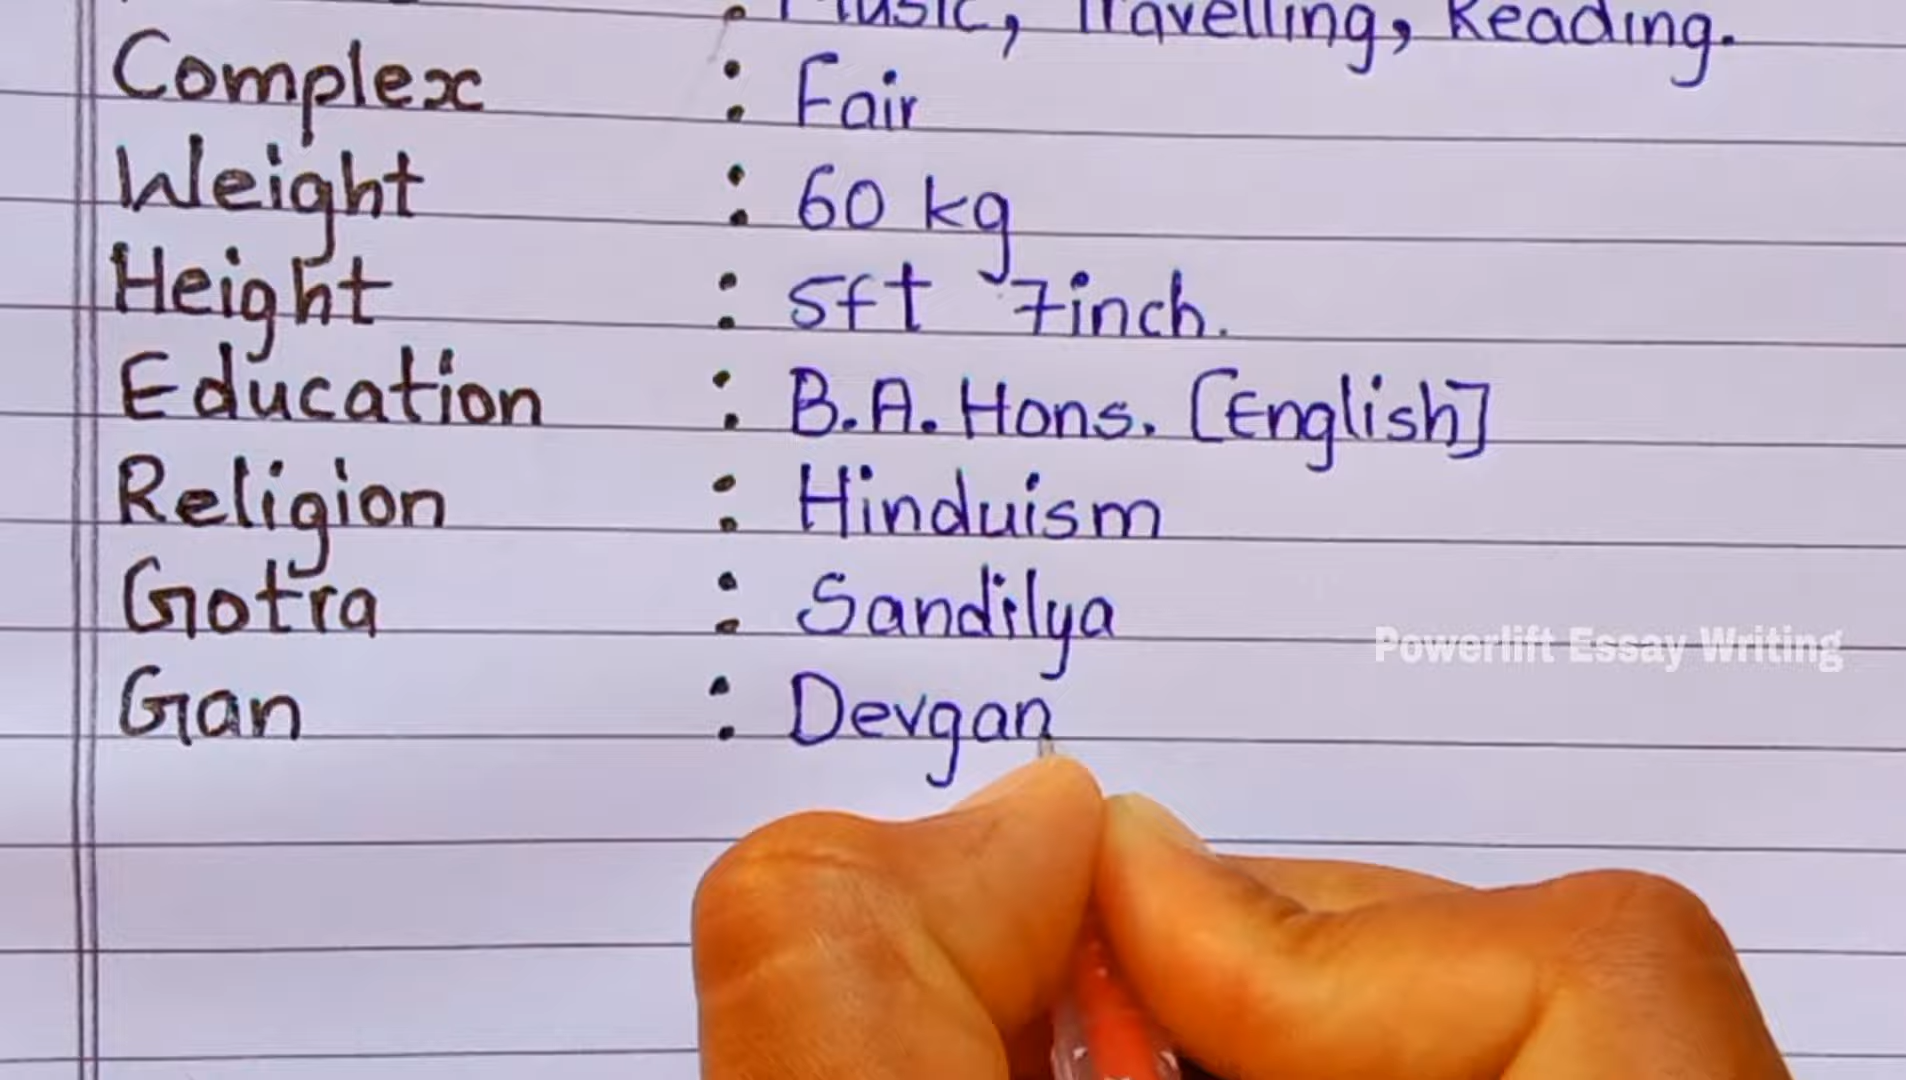 : Music, Travelling, Reading.
Complex : Fair
Weight : 60 kg
Height : 5ft 7inch.
Education : B.A. Hons. [English]
Religion : Hinduism
Gotra : Sandilya
Powerlift Essay Writing
Gan : Devgan